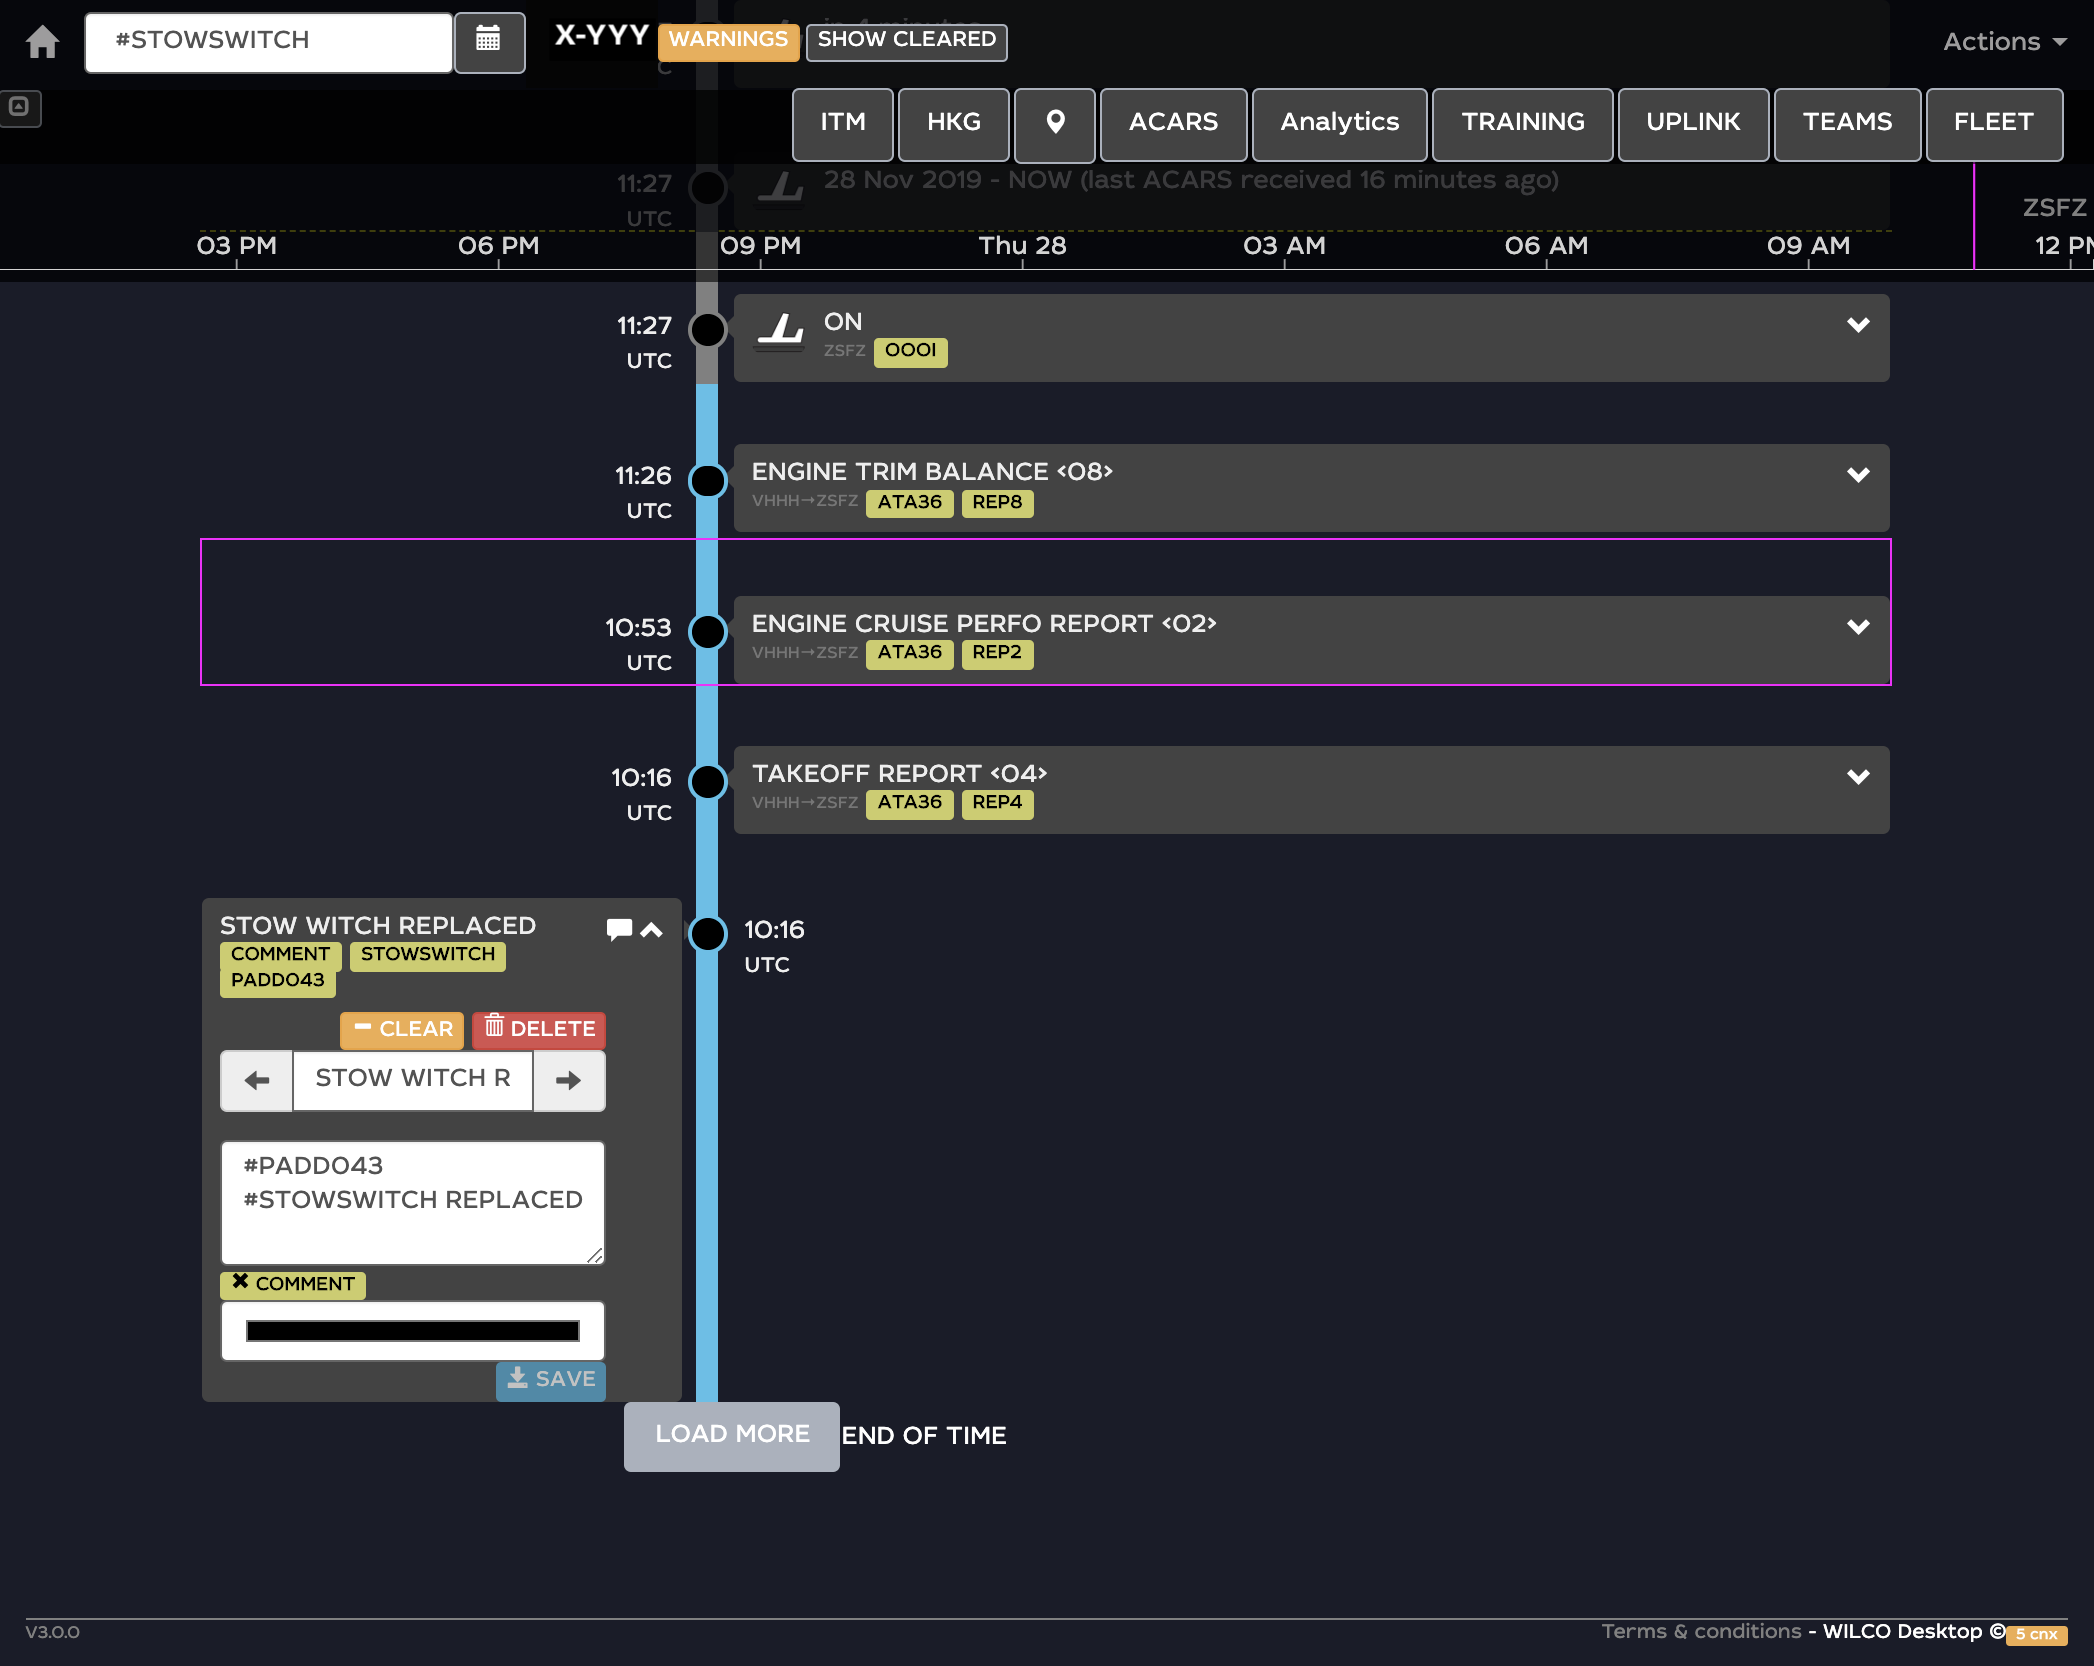 #STOWSWITCH
X-YYY
WARNINGS
SHOW CLEARED
Actions
in 4 minutes
ITM
HKG
ACARS
Analytics
TRAINING
UPLINK
TEAMS
FLEET
11:27
UTC
28 Nov 2019 - NOW (last ACARS received 16 minutes ago)
ZSFZ
03 PM
06 PM
09 PM
Thu 28
03 AM
06 AM
09 AM
12 PM
11:27
UTC
ON
ZSFZ OOOI
11:26
UTC
ENGINE TRIM BALANCE <08>
VHHH→ZSFZ ATA36 REP8
10:53
UTC
ENGINE CRUISE PERFO REPORT <02>
VHHH→ZSFZ ATA36 REP2
10:16
UTC
TAKEOFF REPORT <04>
VHHH→ZSFZ ATA36 REP4
STOW WITCH REPLACED
COMMENT STOWSWITCH
PADD043
10:16
UTC
CLEAR DELETE
STOW WITCH R
#PADD043
#STOWSWITCH REPLACED
COMMENT
SAVE
LOAD MORE
END OF TIME
V3.0.0
Terms & conditions - WILCO Desktop ©
5 cnx